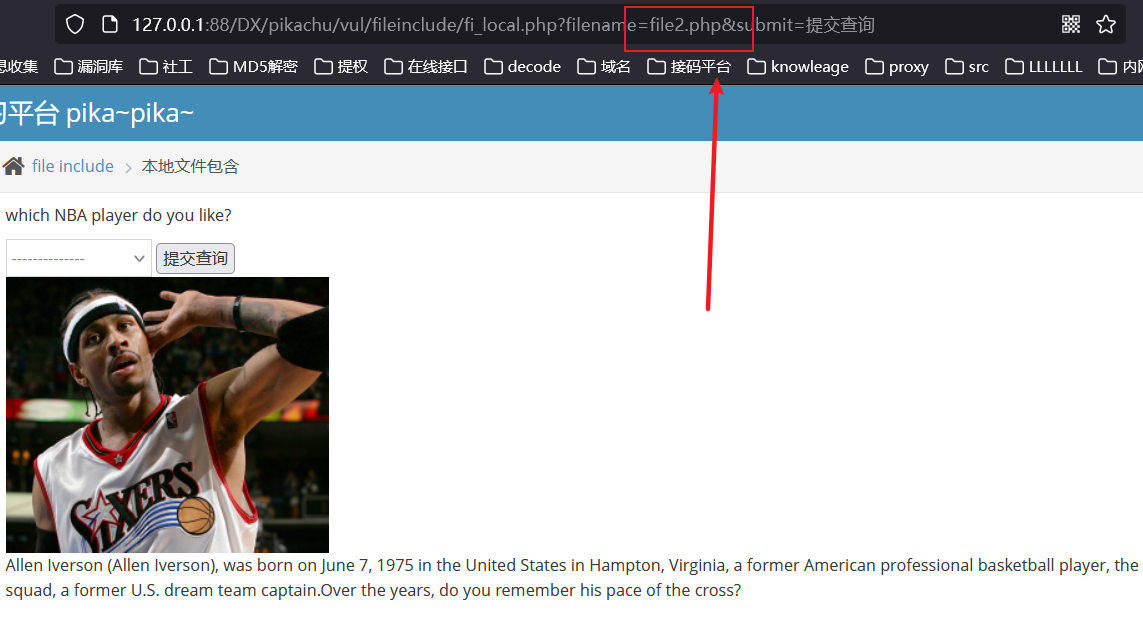 127.0.0.1:88/DX/pikachu/vul/fileinclude/fi_local.php?filename=file2.php&submit=提交查询
息收集 漏洞库 社工 MD5解密 提权 在线接口 decode 域名 接码平台 knowleage proxy src LLLLLLL 内网
习平台 pika~pika~
file include 本地文件包含
which NBA player do you like?
-------------- 提交查询
SIXERS
Allen Iverson (Allen Iverson), was born on June 7, 1975 in the United States in Hampton, Virginia, a former American professional basketball player, the
squad, a former U.S. dream team captain.Over the years, do you remember his pace of the cross?